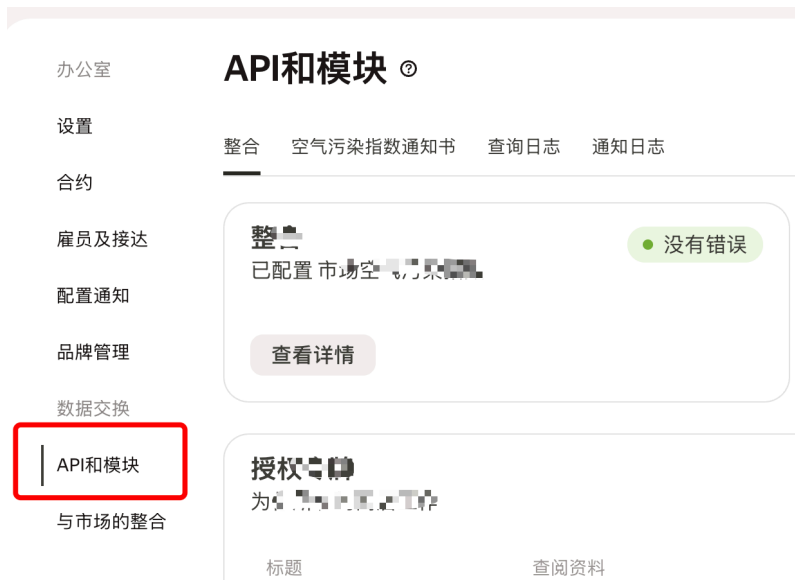 办公室
设置
合约
雇员及接达
配置通知
品牌管理
数据交换
API和模块
与市场的整合
API和模块
整合 空气污染指数通知书 查询日志 通知日志
整
没有错误
已配置 市场空气污染
查看详情
授权
为
标题 查阅资料